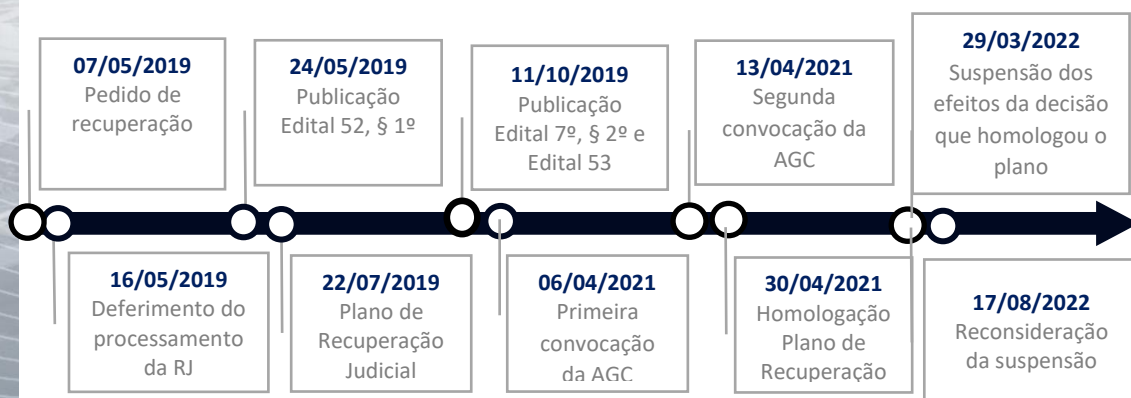 07/05/2019
Pedido de
recuperação
24/05/2019
Publicação
Edital 52, § 1º
11/10/2019
Publicação
Edital 7º, § 2º e
Edital 53
13/04/2021
Segunda
convocação da
AGC
29/03/2022
Suspensão dos
efeitos da decisão
que homologou o
plano
16/05/2019
Deferimento do
processamento
da RJ
22/07/2019
Plano de
Recuperação
Judicial
06/04/2021
Primeira
convocação
da AGC
30/04/2021
Homologação
Plano de
Recuperação
17/08/2022
Reconsideração
da suspensão